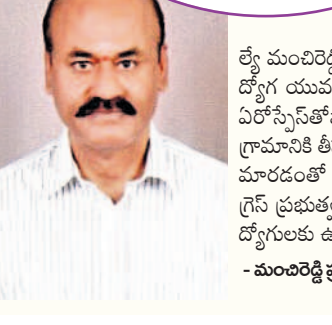 ల్యే మంచిరెడ్డి
ద్యోగ యువ
ఏరోస్పేస్‌తో
గ్రామానికి తీ
మారడంతో
గ్రెస్ ప్రభుత్వ
ద్యోగులకు ఉ
- మంచిరెడ్డి ప్ర